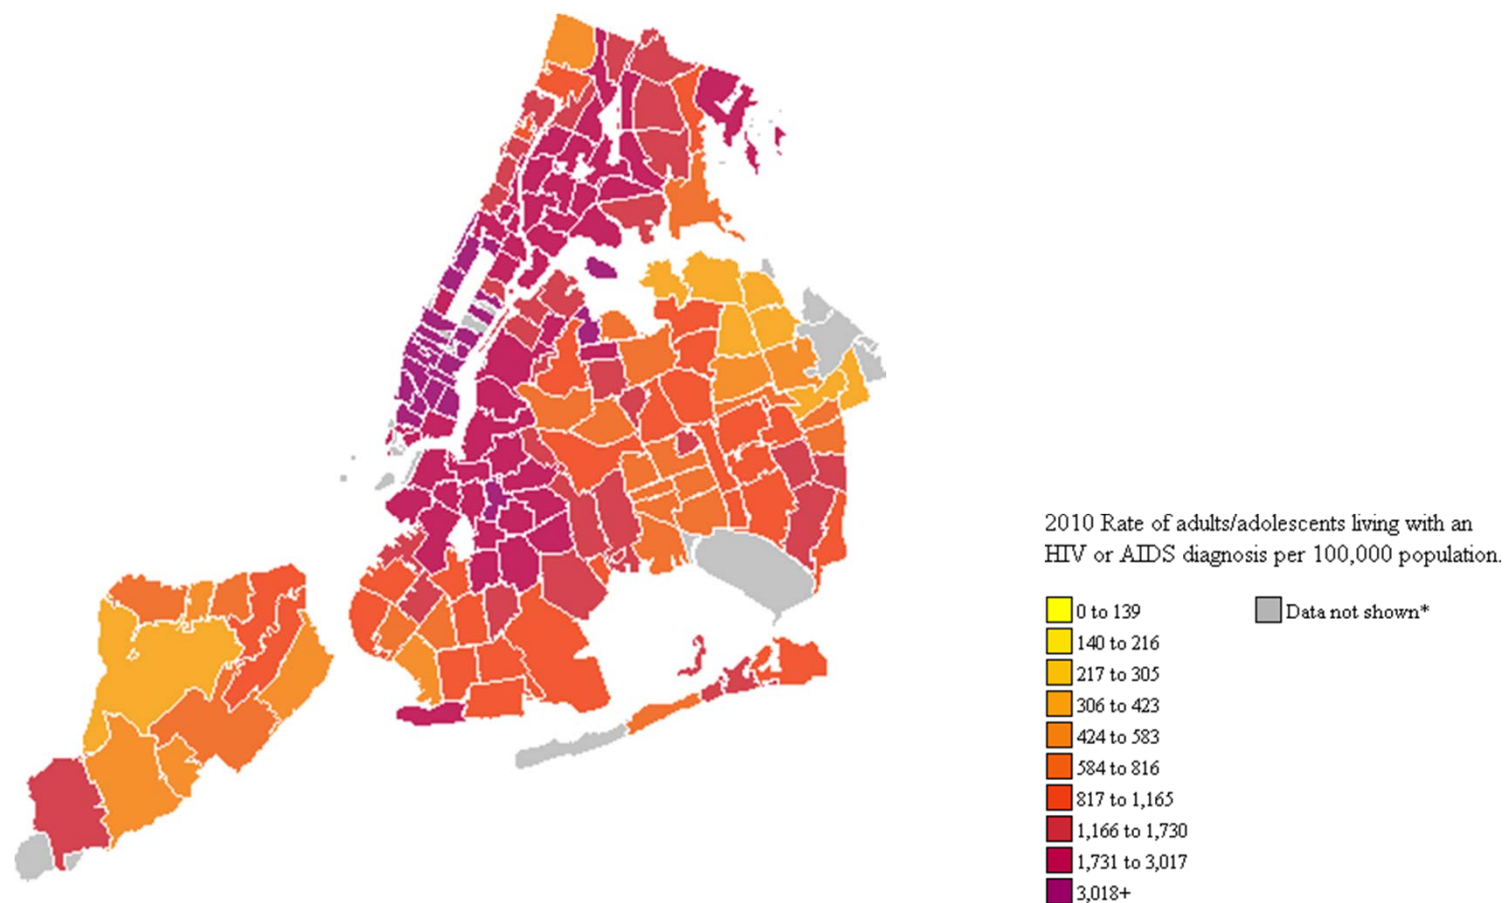 2010 Rate of adults/adolescents living with an
HIV or AIDS diagnosis per 100,000 population.
0 to 139
Data not shown*
140 to 216
217 to 305
306 to 423
424 to 583
584 to 816
817 to 1,165
1,166 to 1,730
1,731 to 3,017
3,018+